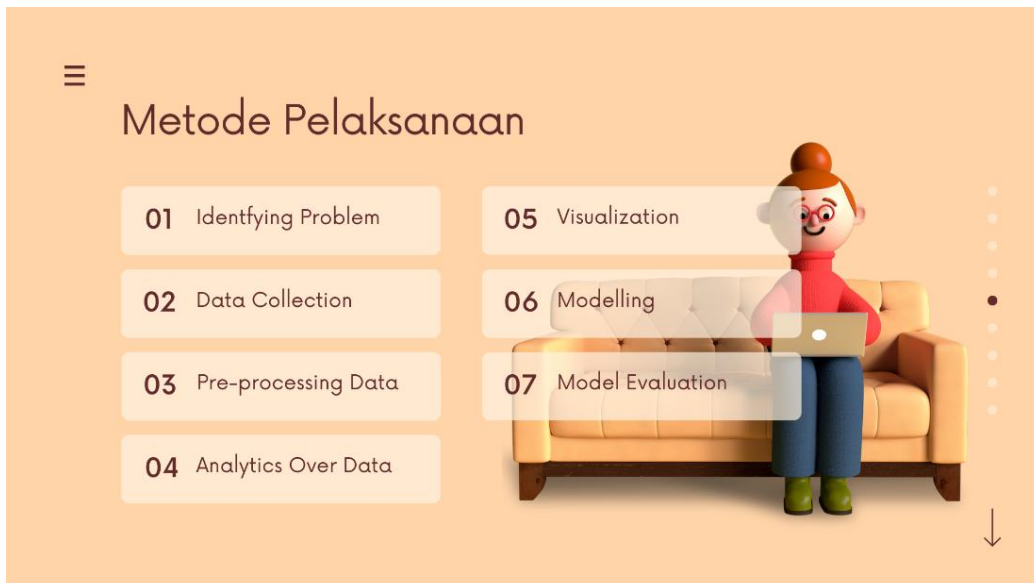 Metode Pelaksanaan
01 Identfying Problem
02 Data Collection
03 Pre-processing Data
04 Analytics Over Data
05 Visualization
06 Modelling
07 Model Evaluation